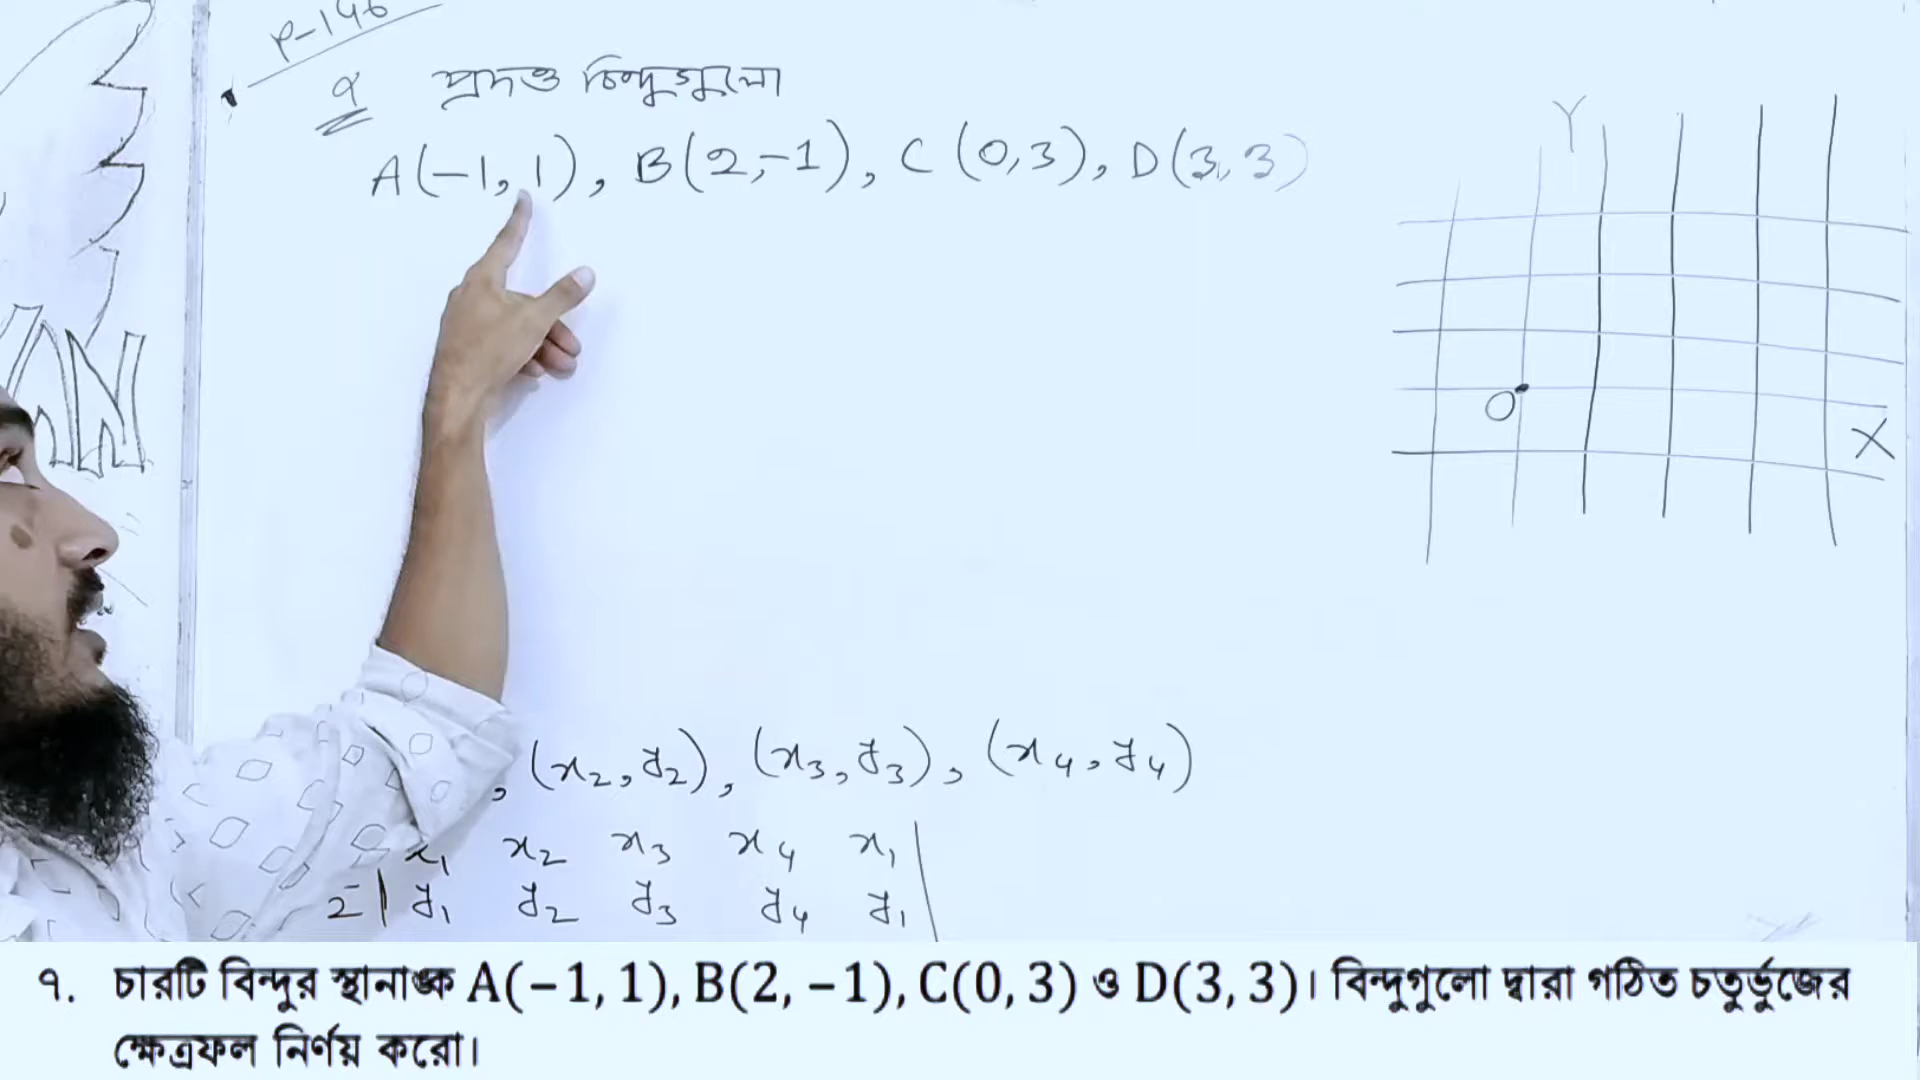 P-146
৭ প্রদত্ত বিন্দুগুলো
A(-1, 1), B(2,-1), C(0,3), D(3, 3)
Y
O
X
, (x2, y2), (x3, y3), (x4, y4)
x1 x2 x3 x4 x1
2 | y1 y2 y3 y4 y1
৭. চারটি বিন্দুর স্থানাঙ্ক A(−1, 1), B(2, −1), C(0, 3) ও D(3, 3)। বিন্দুগুলো দ্বারা গঠিত চতুর্ভুজের
ক্ষেত্রফল নির্ণয় করো।